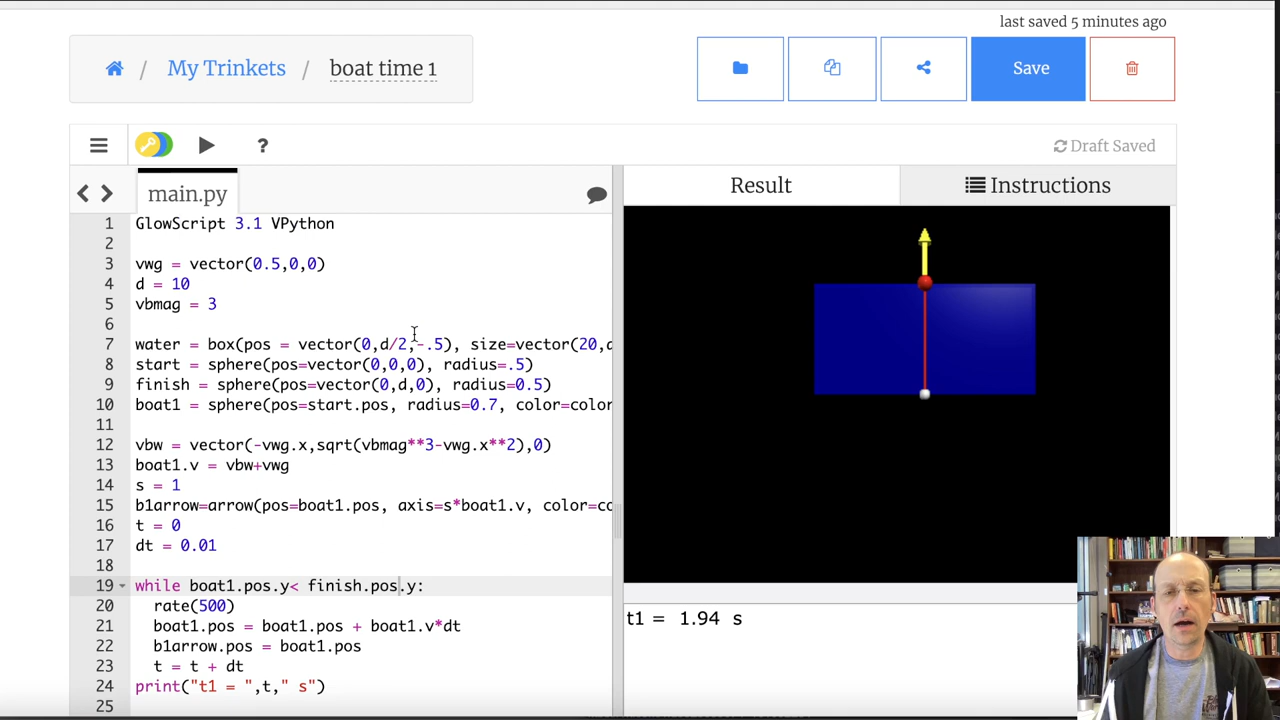 last saved 5 minutes ago
/ My Trinkets / boat time 1
Save
?
Draft Saved
main.py
Result
Instructions
1 GlowScript 3.1 VPython
2
3 vwg = vector(0.5,0,0)
4 d = 10
5 vbmag = 3
6
7 water = box(pos = vector(0,d/2,-.5), size=vector(20,d
8 start = sphere(pos=vector(0,0,0), radius=.5)
9 finish = sphere(pos=vector(0,d,0), radius=0.5)
10 boat1 = sphere(pos=start.pos, radius=0.7, color=color
11
12 vbw = vector(-vwg.x,sqrt(vbmag**3-vwg.x**2),0)
13 boat1.v = vbw+vwg
14 s = 1
15 b1arrow=arrow(pos=boat1.pos, axis=s*boat1.v, color=co
16 t = 0
17 dt = 0.01
18
19 while boat1.pos.y< finish.pos.y:
20 rate(500)
21 boat1.pos = boat1.pos + boat1.v*dt
22 b1arrow.pos = boat1.pos
23 t = t + dt
24 print("t1 = ",t," s")
25
t1 = 1.94 s